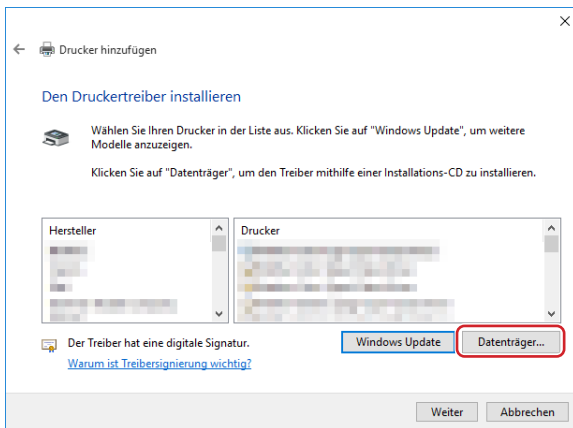 Drucker hinzufügen
Den Druckertreiber installieren
Wählen Sie Ihren Drucker in der Liste aus. Klicken Sie auf "Windows Update", um weitere
Modelle anzuzeigen.
Klicken Sie auf "Datenträger", um den Treiber mithilfe einer Installations-CD zu installieren.
Hersteller
Drucker
Der Treiber hat eine digitale Signatur.
Warum ist Treibersignierung wichtig?
Windows Update
Datenträger...
Weiter
Abbrechen